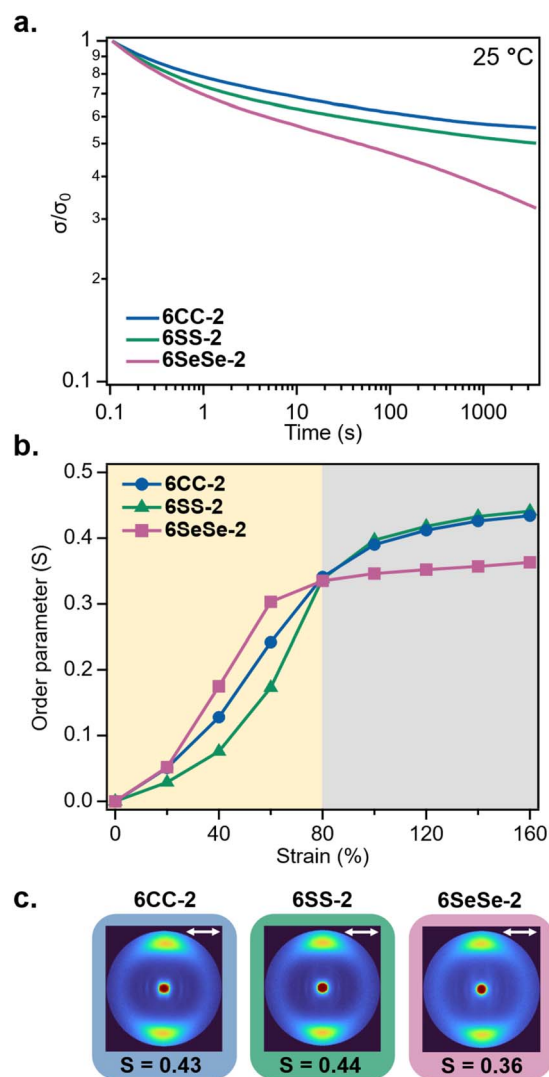 a.
25 °C
σ/σ0
1
9
8
7
6
5
4
3
2
0.1
6CC-2
6SS-2
6SeSe-2
0.1
1
10
100
1000
Time (s)
b.
Order parameter (S)
0.5
0.4
0.3
0.2
0.1
0.0
6CC-2
6SS-2
6SeSe-2
0
40
80
120
160
Strain (%)
c.
6CC-2
6SS-2
6SeSe-2
S = 0.43
S = 0.44
S = 0.36